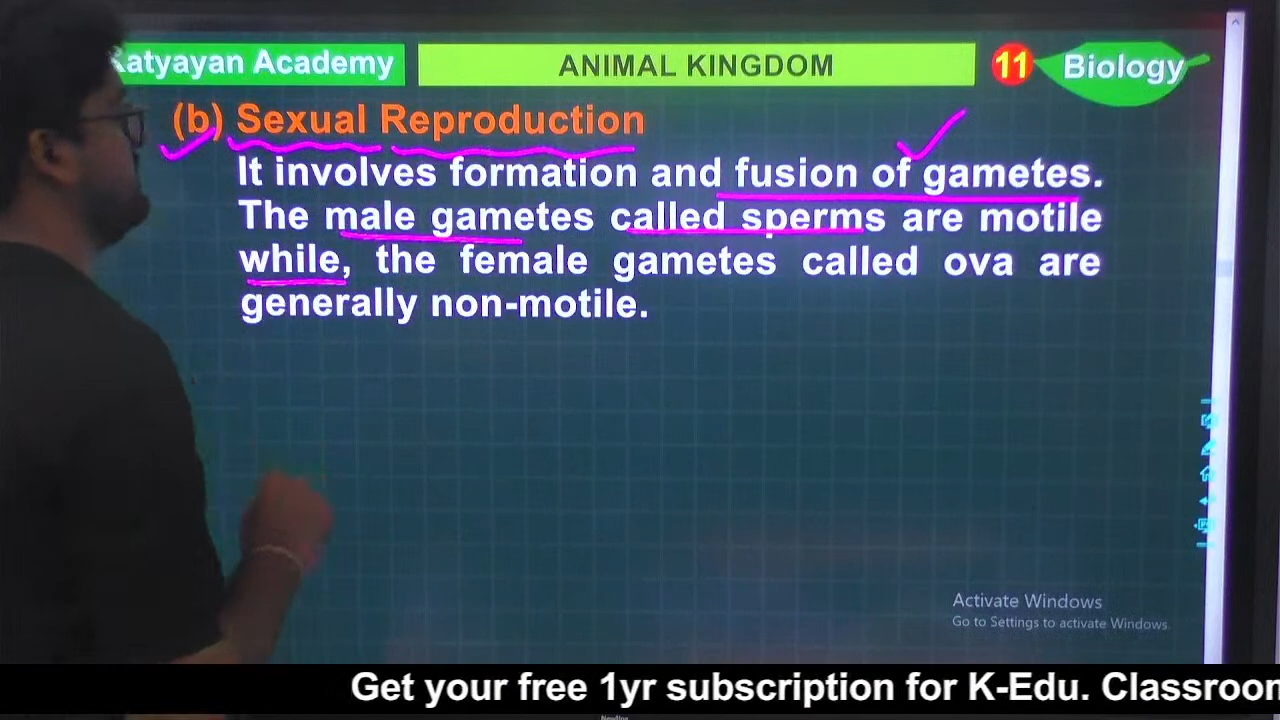 Katyayan Academy
ANIMAL KINGDOM
11 Biology
(b) Sexual Reproduction
It involves formation and fusion of gametes.
The male gametes called sperms are motile
while, the female gametes called ova are
generally non-motile.
Activate Windows
Go to Settings to activate Windows.
Get your free 1yr subscription for K-Edu. Classroom